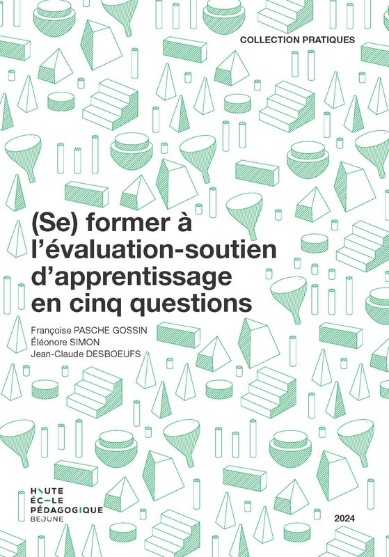 COLLECTION PRATIQUES
(Se) former à
l'évaluation-soutien
d'apprentissage
en cinq questions
Françoise PASCHE GOSSIN
Éléonore SIMON
Jean-Claude DESBOEUFS
HAUTE
ÉCOLE
PÉDAGOGIQUE
BEJUNE
2024